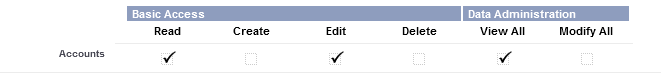 Basic Access Data Administration
Read Create Edit Delete View All Modify All
Accounts